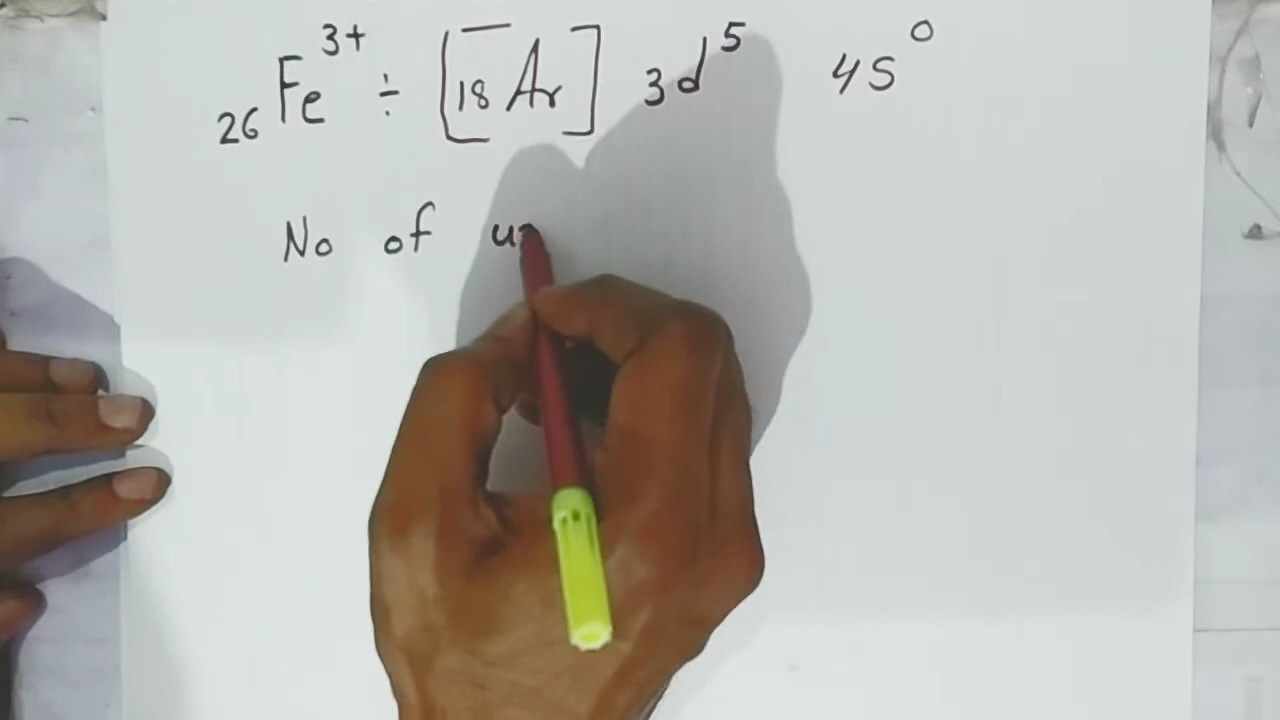 ₂₆Fe³⁺ ÷ [₁₈Ar] 3d⁵ 4s⁰
No of